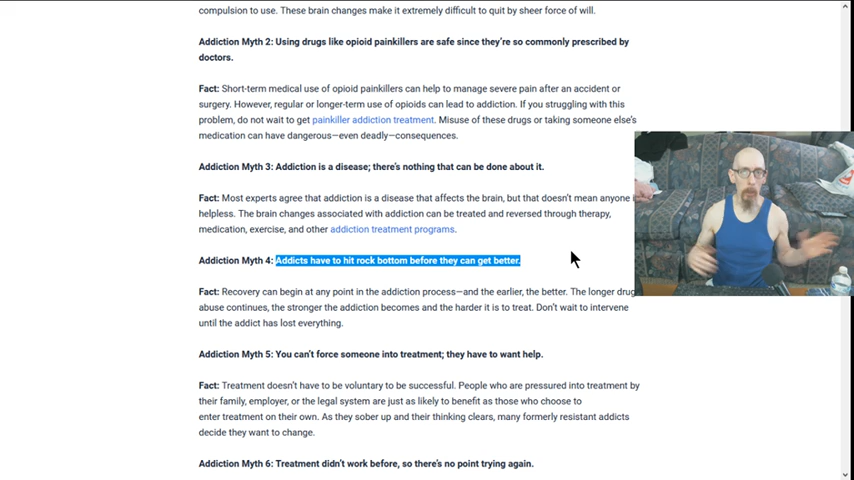 compulsion to use. These brain changes make it extremely difficult to quit by sheer force of will.
Addiction Myth 2: Using drugs like opioid painkillers are safe since they're so commonly prescribed by
doctors.
Fact: Short-term medical use of opioid painkillers can help to manage severe pain after an accident or
surgery. However, regular or longer-term use of opioids can lead to addiction. If you struggling with this
problem, do not wait to get painkiller addiction treatment. Misuse of these drugs or taking someone else's
medication can have dangerous—even deadly—consequences.
Addiction Myth 3: Addiction is a disease; there's nothing that can be done about it.
Fact: Most experts agree that addiction is a disease that affects the brain, but that doesn't mean anyone
helpless. The brain changes associated with addiction can be treated and reversed through therapy,
medication, exercise, and other addiction treatment programs.
Addiction Myth 4: Addicts have to hit rock bottom before they can get better.
Fact: Recovery can begin at any point in the addiction process—and the earlier, the better. The longer drug
abuse continues, the stronger the addiction becomes and the harder it is to treat. Don't wait to intervene
until the addict has lost everything.
Addiction Myth 5: You can't force someone into treatment; they have to want help.
Fact: Treatment doesn't have to be voluntary to be successful. People who are pressured into treatment by
their family, employer, or the legal system are just as likely to benefit as those who choose to
enter treatment on their own. As they sober up and their thinking clears, many formerly resistant addicts
decide they want to change.
Addiction Myth 6: Treatment didn't work before, so there's no point trying again.